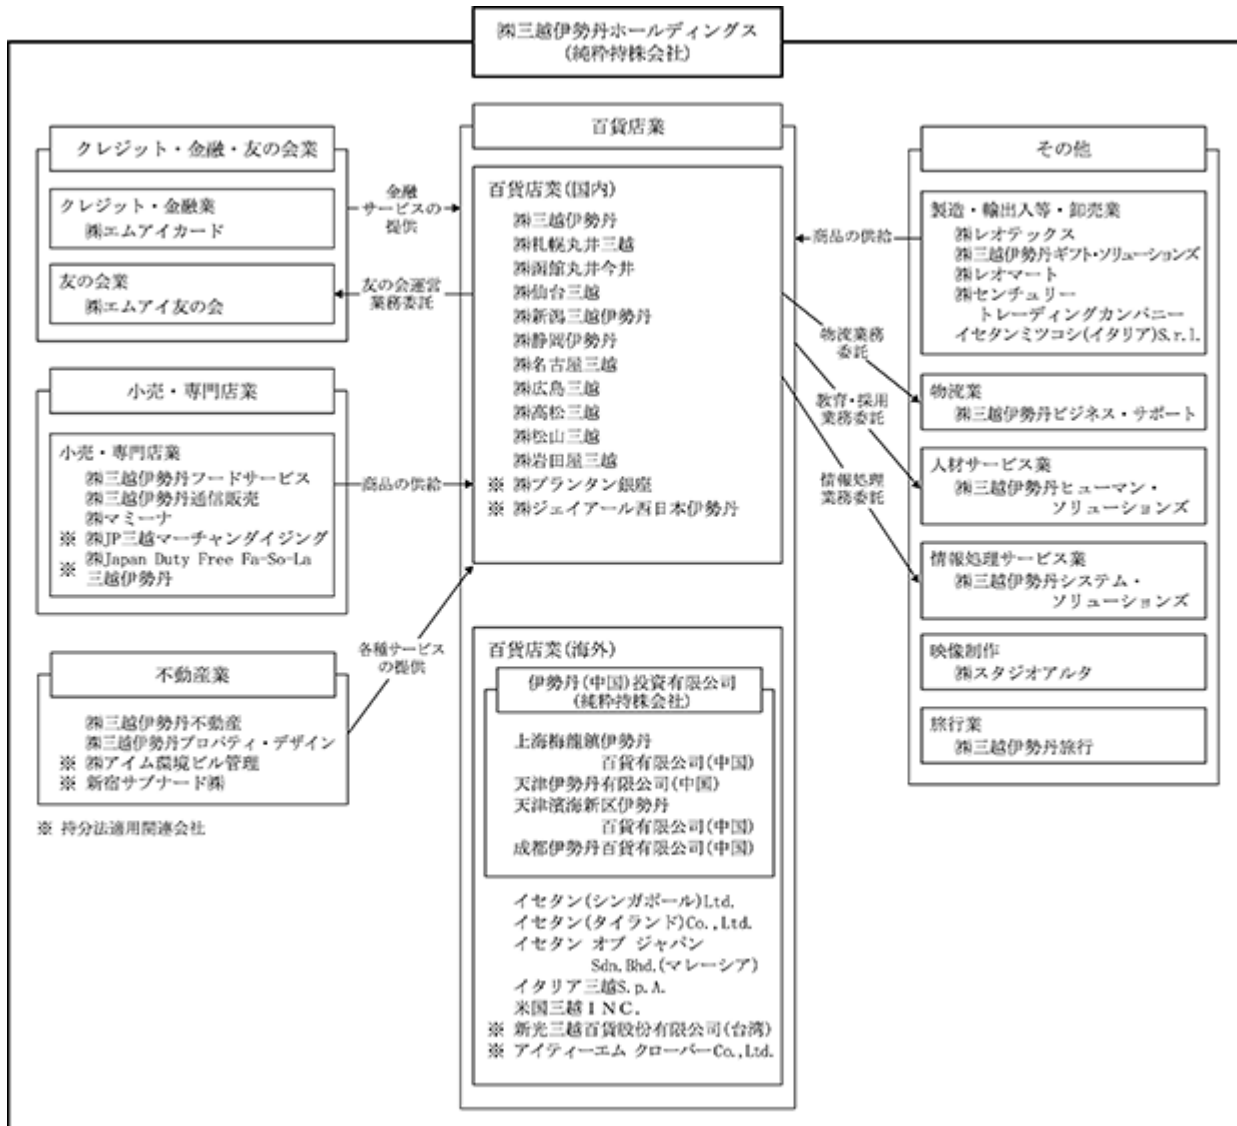 ㈱三越伊勢丹ホールディングス
(純粋持株会社)
クレジット・金融・友の会業
クレジット・金融業
㈱エムアイカード
友の会業
㈱エムアイ友の会
小売・専門店業
小売・専門店業
㈱三越伊勢丹フードサービス
㈱三越伊勢丹通信販売
㈱マミーナ
※ ㈱JP三越マーチャンダイジング
※ ㈱Japan Duty Free Fa-So-La
三越伊勢丹
不動産業
㈱三越伊勢丹不動産
㈱三越伊勢丹プロパティ・デザイン
※ ㈱アイム環境ビル管理
※ 新宿サブナード㈱
※ 持分法適用関連会社
金融
サービスの
提供
友の会運営
業務委託
商品の供給
各種サービス
の提供
百貨店業
百貨店業(国内)
㈱三越伊勢丹
㈱札幌丸井三越
㈱函館丸井今井
㈱仙台三越
㈱新潟三越伊勢丹
㈱静岡伊勢丹
㈱名古屋三越
㈱広島三越
㈱高松三越
㈱松山三越
㈱岩田屋三越
※ ㈱プランタン銀座
※ ㈱ジェイアール西日本伊勢丹
百貨店業(海外)
伊勢丹(中国)投資有限公司
(純粋持株会社)
上海梅龍鎮伊勢丹
百貨有限公司(中国)
天津伊勢丹有限公司(中国)
天津濱海新区伊勢丹
百貨有限公司(中国)
成都伊勢丹百貨有限公司(中国)
イセタン(シンガポール)Ltd.
イセタン(タイランド)Co.,Ltd.
イセタン オブ ジャパン
Sdn.Bhd.(マレーシア)
イタリア三越S.p.A.
米国三越INC.
※ 新光三越百貨股份有限公司(台湾)
※ アイティーエム クローバーCo.,Ltd.
商品の供給
物流業務
委託
教育・採用
業務委託
情報処理
業務委託
その他
製造・輸出入等・卸売業
㈱レオテックス
㈱三越伊勢丹ギフト・ソリューションズ
㈱レオマート
㈱センチュリー
トレーディングカンパニー
イセタンミツコシ(イタリア)S.r.l.
物流業
㈱三越伊勢丹ビジネス・サポート
人材サービス業
㈱三越伊勢丹ヒューマン・
ソリューションズ
情報処理サービス業
㈱三越伊勢丹システム・
ソリューションズ
映像制作
㈱スタジオアルタ
旅行業
㈱三越伊勢丹旅行